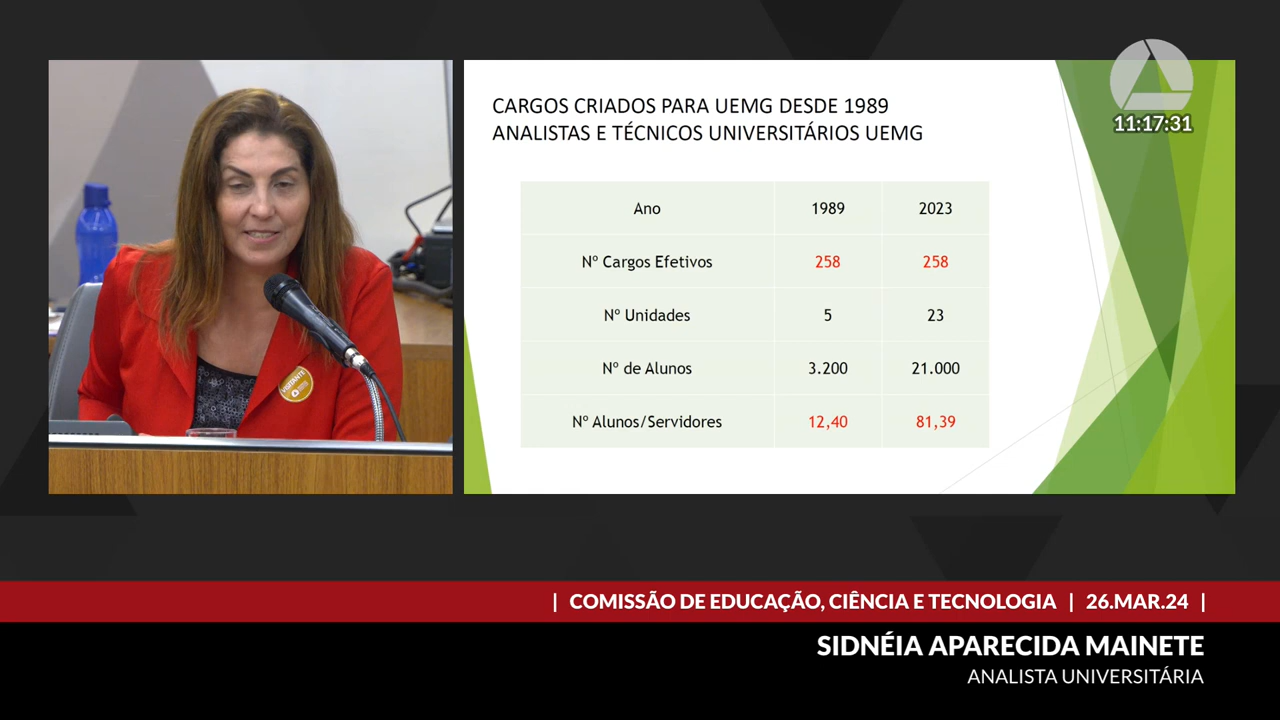 CARGOS CRIADOS PARA UEMG DESDE 1989
ANALISTAS E TÉCNICOS UNIVERSITÁRIOS UEMG
11:17:31
Ano 1989 2023
Nº Cargos Efetivos 258 258
Nº Unidades 5 23
Nº de Alunos 3.200 21.000
Nº Alunos/Servidores 12,40 81,39
| COMISSÃO DE EDUCAÇÃO, CIÊNCIA E TECNOLOGIA | 26.MAR.24 |
SIDNÉIA APARECIDA MAINETE
ANALISTA UNIVERSITÁRIA